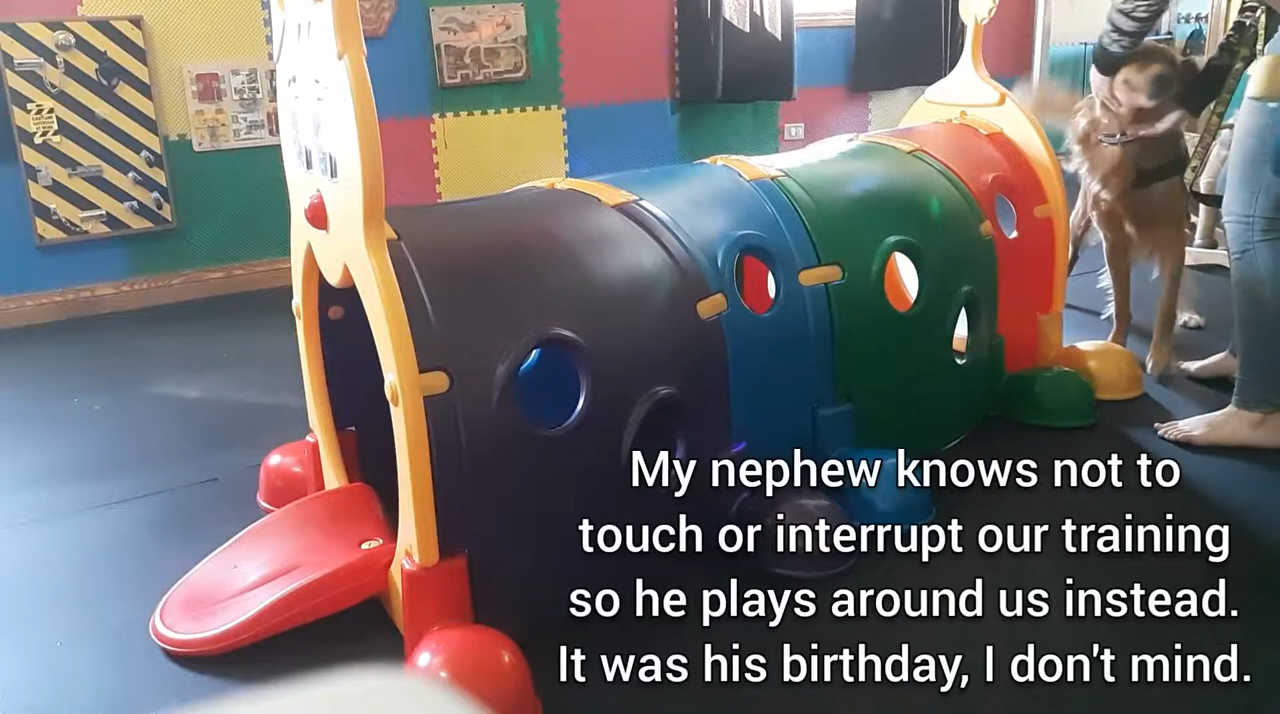 My nephew knows not to
touch or interrupt our training
so he plays around us instead.
It was his birthday, I don't mind.